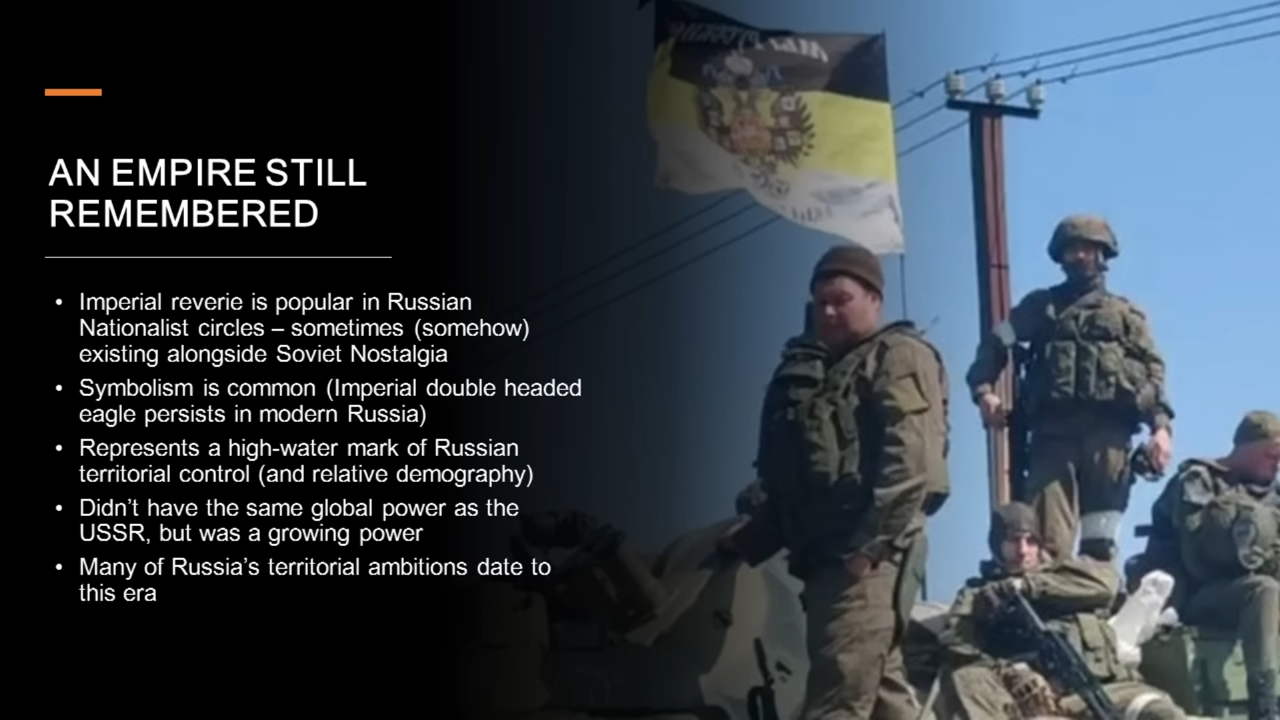 AN EMPIRE STILL
REMEMBERED
• Imperial reverie is popular in Russian
Nationalist circles – sometimes (somehow)
existing alongside Soviet Nostalgia
• Symbolism is common (Imperial double headed
eagle persists in modern Russia)
• Represents a high-water mark of Russian
territorial control (and relative demography)
• Didn’t have the same global power as the
USSR, but was a growing power
• Many of Russia’s territorial ambitions date to
this era